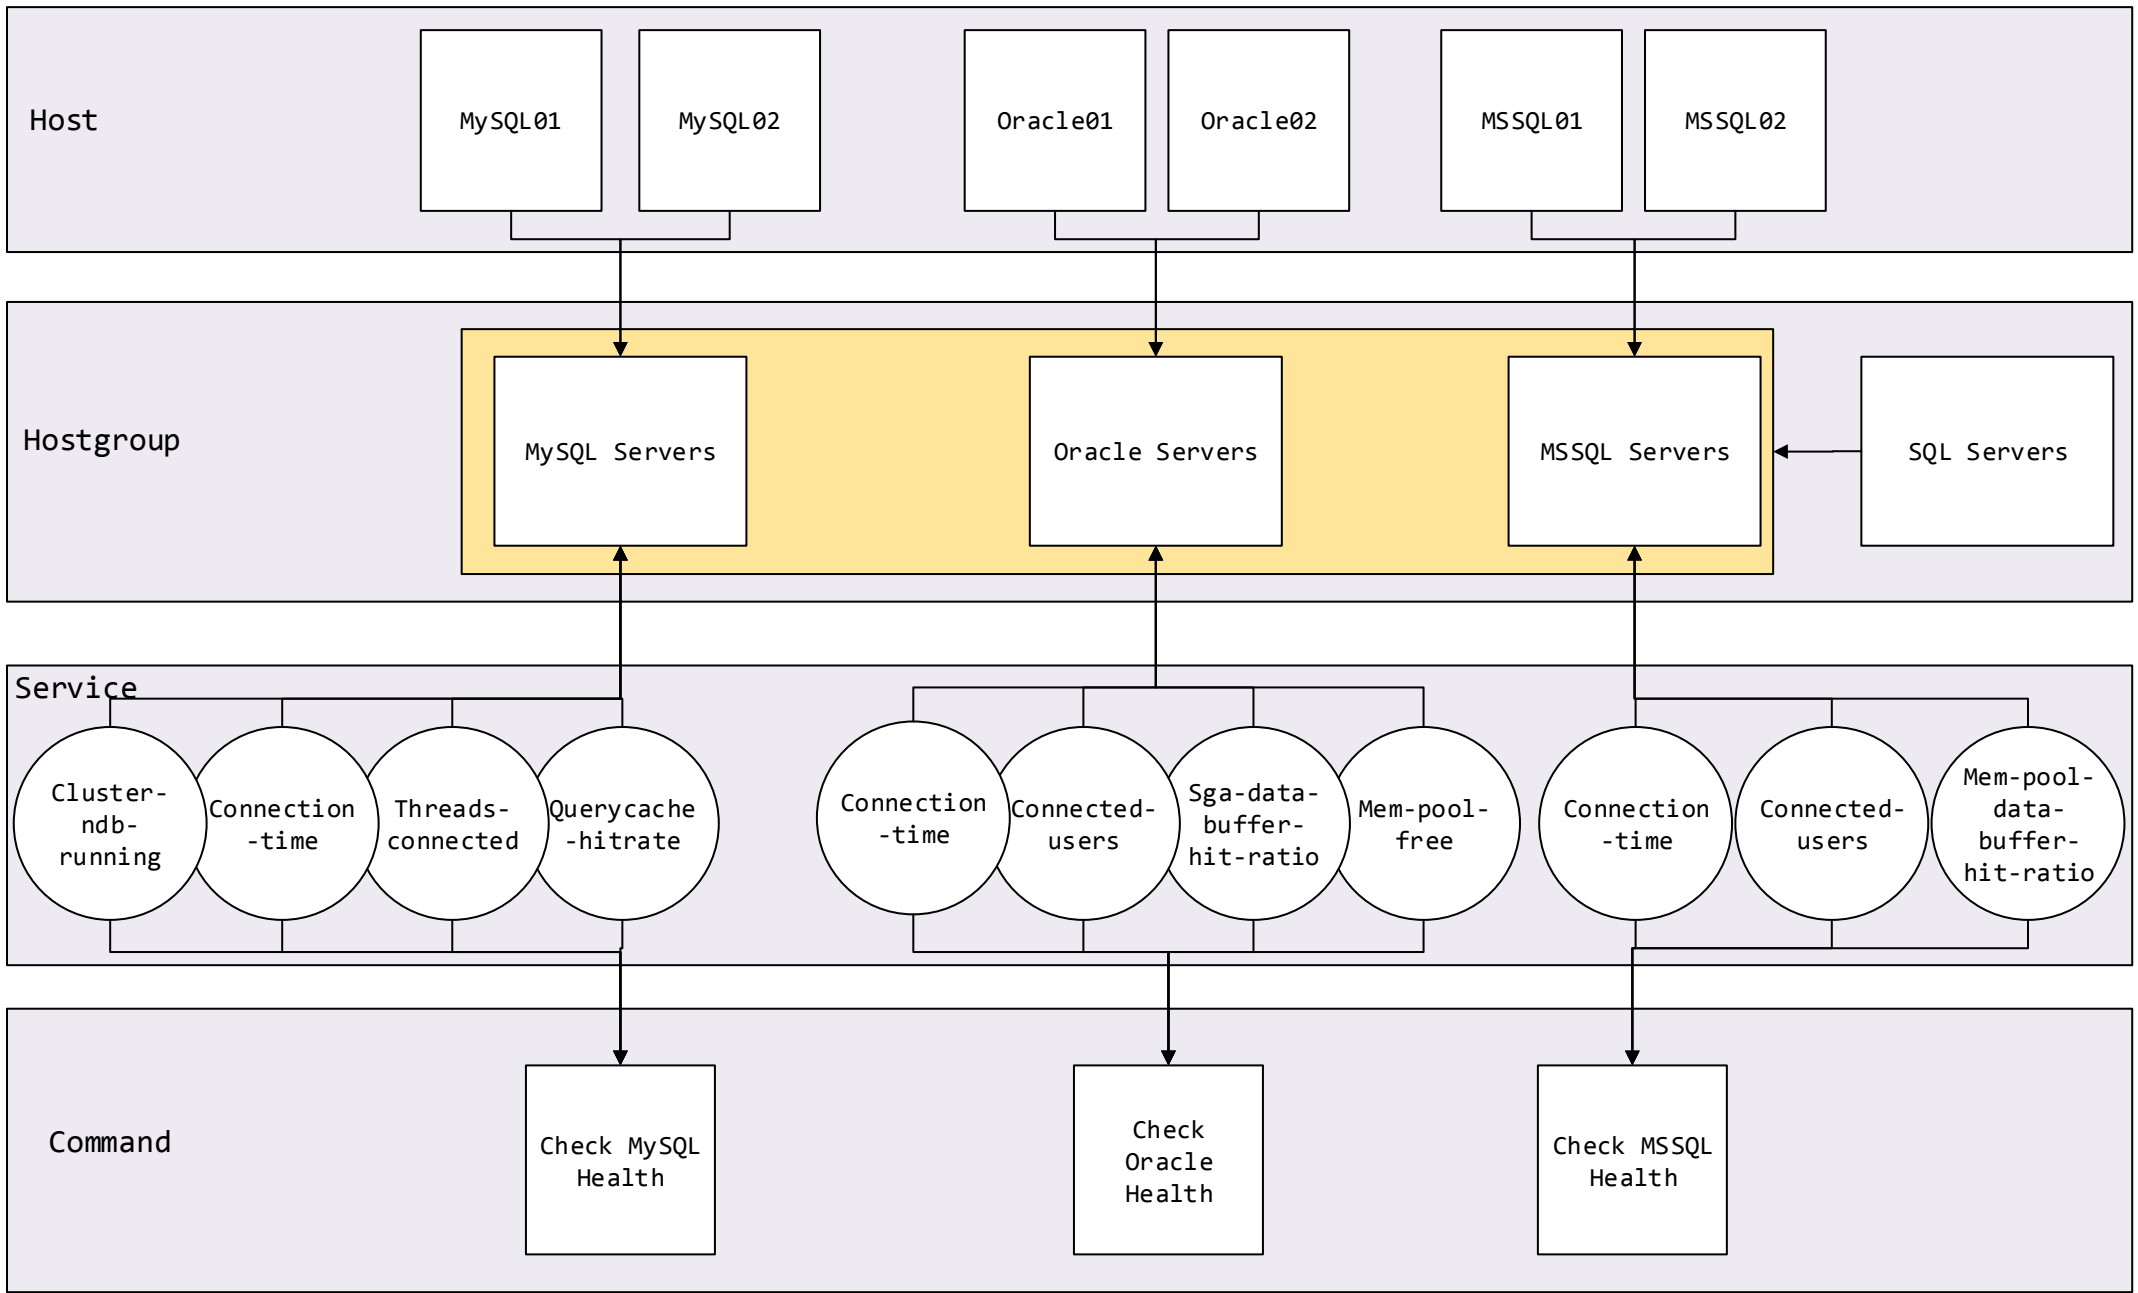 Host
MySQL01
MySQL02
Oracle01
Oracle02
MSSQL01
MSSQL02
Hostgroup
MySQL Servers
Oracle Servers
MSSQL Servers
SQL Servers
Service
Cluster-
ndb-
running
Connection
-time
Threads-
connected
Querycache
-hitrate
Connection
-time
Connected-
users
Sga-data-
buffer-
hit-ratio
Mem-pool-
free
Connection
-time
Connected-
users
Mem-pool-
data-
buffer-
hit-ratio
Command
Check MySQL
Health
Check
Oracle
Health
Check MSSQL
Health